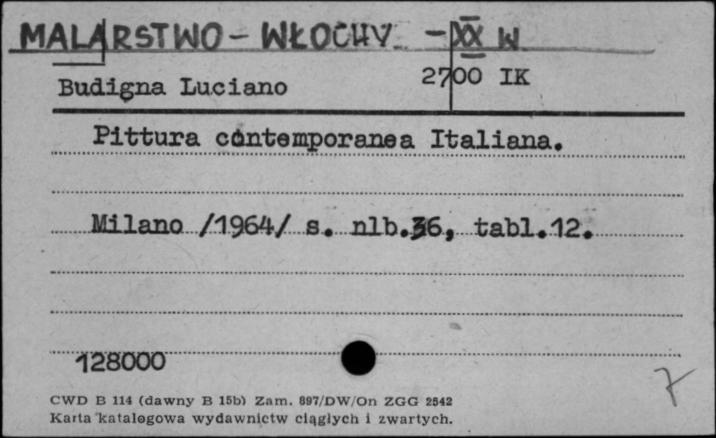 MALARSTWO – WŁOCHY – XX W
Budigna Luciano 2700 IK
Pittura contemporanea Italiana.
Milano /1964/ s. nlb.36, tabl.12.
128000
7
CWD B 114 (dawny B 15b) Zam. 897/DW/On ZGG 2542
Karta katalogowa wydawnictw ciągłych i zwartych.